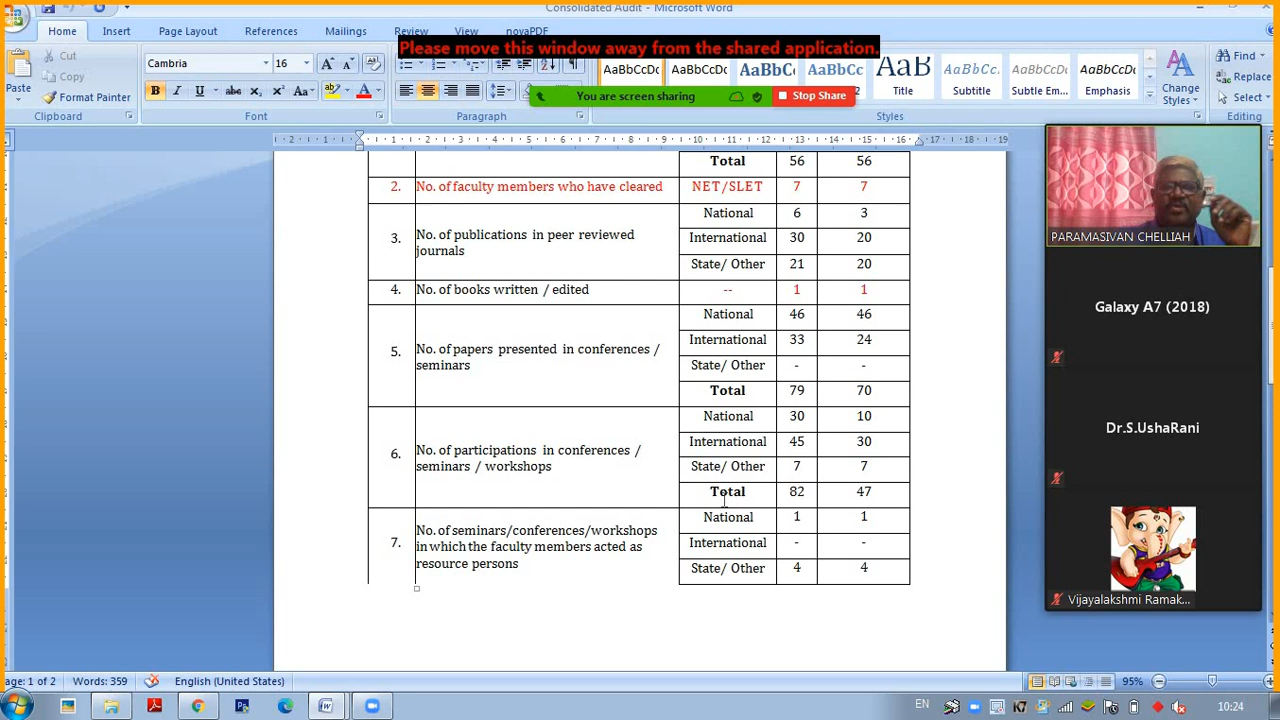 Consolidated Audit - Microsoft Word
Home Insert Page Layout References Mailings Review View novaPDF
Please move this window away from the shared application.
You are screen sharing
Stop Share
Cut
Copy
Format Painter
Paste
Clipboard
Cambria 16
Font
Paragraph
AaBbCcDc AaBbCcDc AaBbCc AaBbCc AaB AaBbCcl AaBbCcDc AaBbCcDc
Title Subtitle Subtle Em... Emphasis
Change Styles
Styles
Find
Replace
Select
Editing
Total 56 56
2. No. of faculty members who have cleared NET/SLET 7 7
3. No. of publications in peer reviewed journals
National 6 3
International 30 20
State/ Other 21 20
4. No. of books written / edited -- 1 1
5. No. of papers presented in conferences / seminars
National 46 46
International 33 24
State/ Other - -
Total 79 70
6. No. of participations in conferences / seminars / workshops
National 30 10
International 45 30
State/ Other 7 7
Total 82 47
7. No. of seminars/conferences/workshops in which the faculty members acted as resource persons
National 1 1
International - -
State/ Other 4 4
PARAMASIVAN CHELLIAH
Galaxy A7 (2018)
Dr.S.UshaRani
Vijayalakshmi Ramak...
age: 1 of 2 Words: 359 English (United States) 95%
EN 10:24